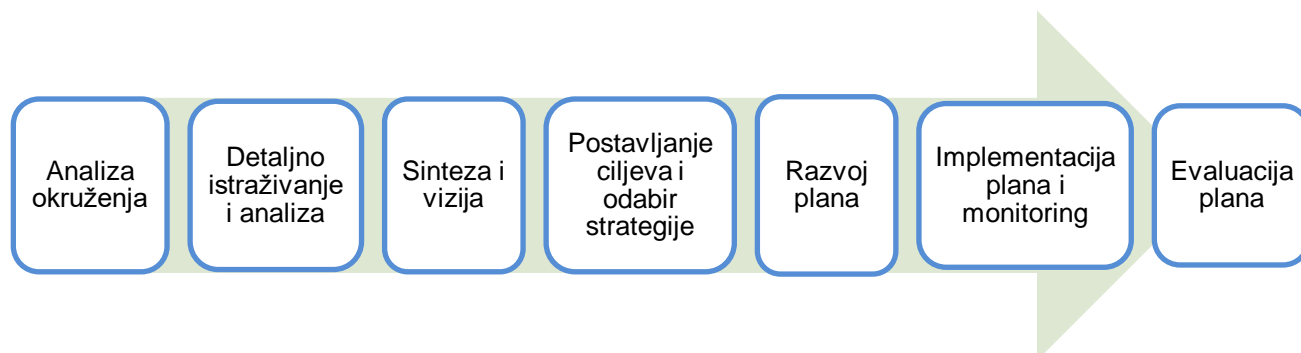 Analiza
okruženja
Detaljno
istraživanje
i analiza
Sinteza i
vizija
Postavljanje
ciljeva i
odabir
strategije
Razvoj
plana
Implementacija
plana i
monitoring
Evaluacija
plana